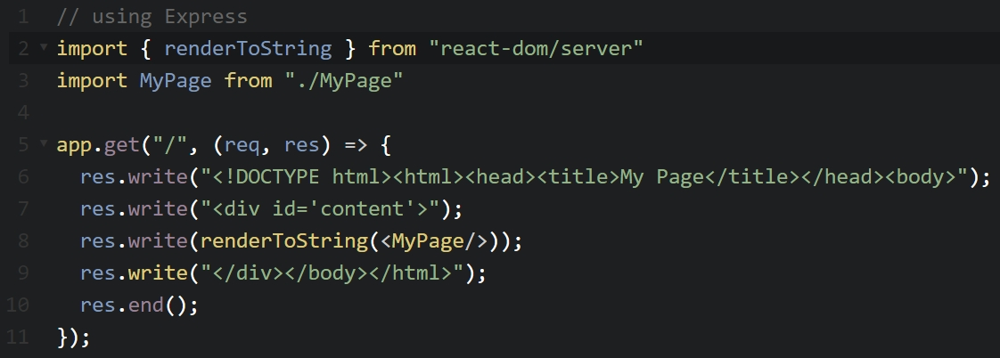 1 // using Express
2 import { renderToString } from "react-dom/server"
3 import MyPage from "./MyPage"
4
5 app.get("/", (req, res) => {
6 res.write("<!DOCTYPE html><html><head><title>My Page</title></head><body>");
7 res.write("<div id='content'>");
8 res.write(renderToString(<MyPage/>));
9 res.write("</div></body></html>");
10 res.end();
11 });